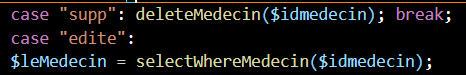 case "supp": deleteMedecin($idmedecin); break;
case "edite":
$leMedecin = selectWhereMedecin($idmedecin);